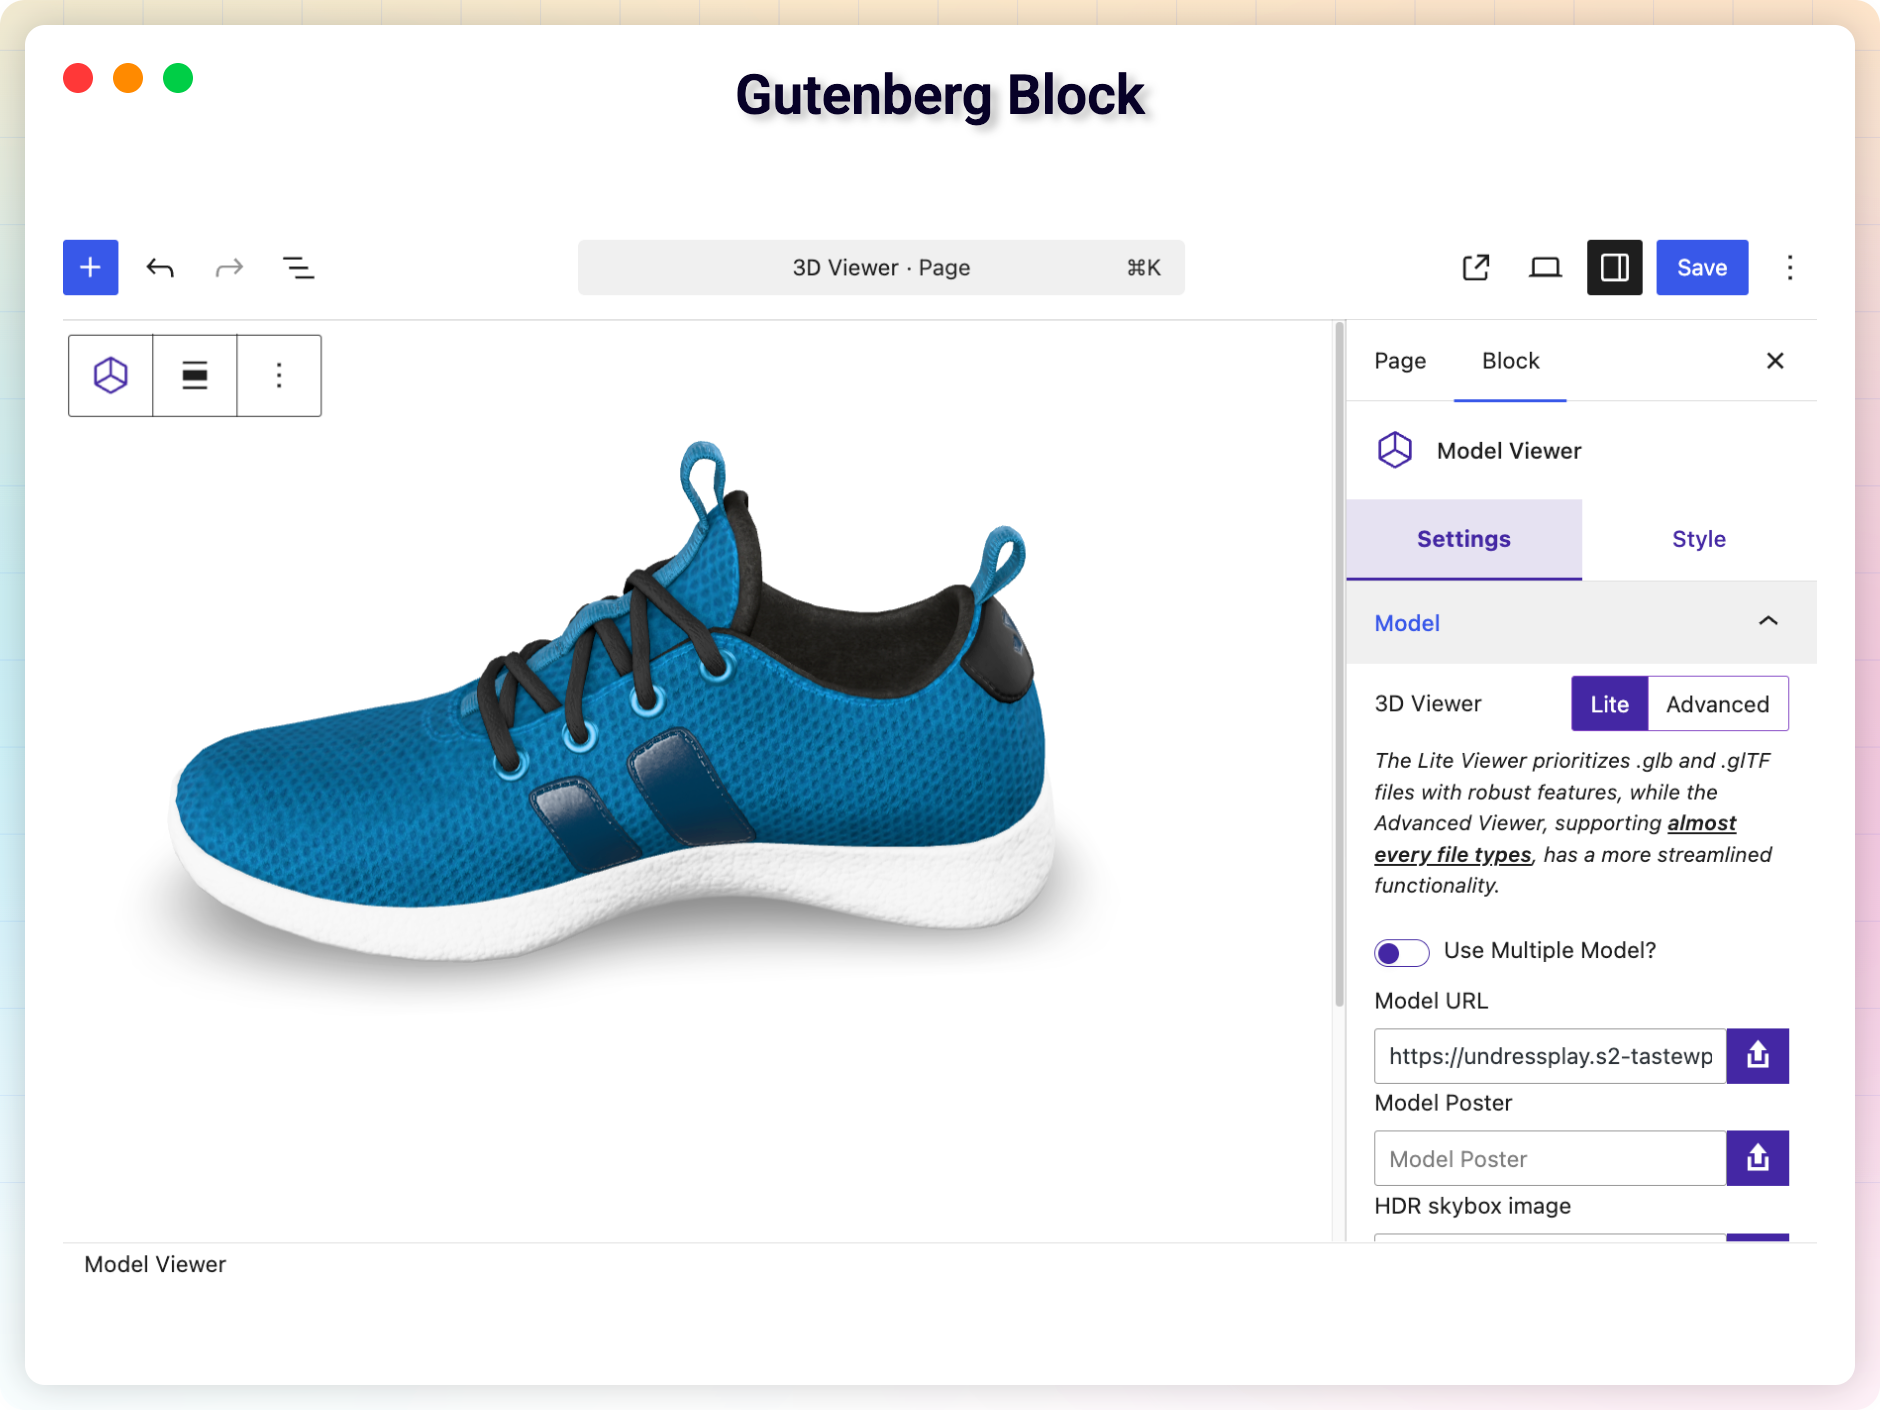 Gutenberg Block
3D Viewer · Page
⌘K
Save
Page
Block
Model Viewer
Settings
Style
Model
3D Viewer
Lite
Advanced
The Lite Viewer prioritizes .glb and .glTF
files with robust features, while the
Advanced Viewer, supporting almost
every file types, has a more streamlined
functionality.
Use Multiple Model?
Model URL
https://undressplay.s2-tastewp
Model Poster
Model Poster
HDR skybox image
Model Viewer